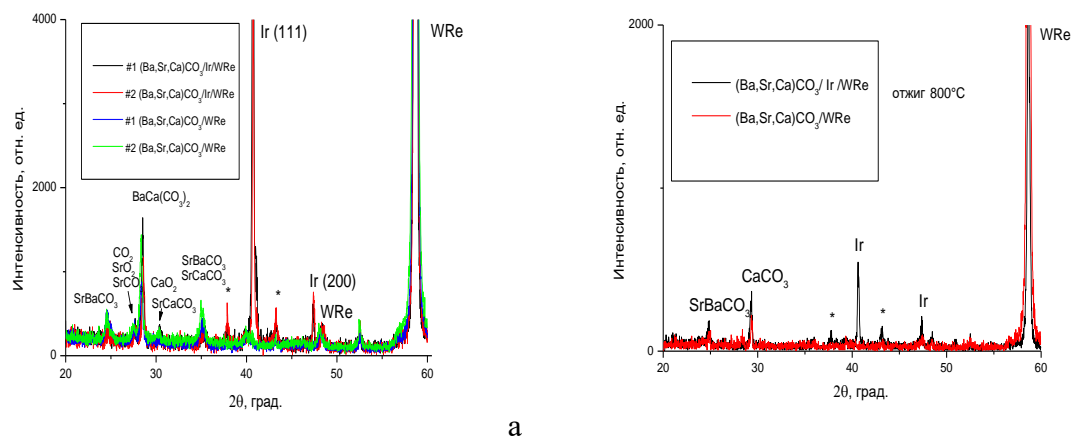 Интенсивность, отн. ед.
4000
2000
0
#1 (Ba,Sr,Ca)CO3/Ir/WRe
#2 (Ba,Sr,Ca)CO3/Ir/WRe
#1 (Ba,Sr,Ca)CO3/WRe
#2 (Ba,Sr,Ca)CO3/WRe
Ir (111)
BaCa(CO3)2
CO2
SrO2
SrCO3
CaO2
SrCaCO3
SrBaCO3
SrBaCO3
SrCaCO3
*
*
Ir (200)
WRe
20 30 40 50 60
2θ, град.
Интенсивность, отн. ед.
2000
0
(Ba,Sr,Ca)CO3/ Ir /WRe
(Ba,Sr,Ca)CO3/WRe
отжиг 800°C
WRe
SrBaCO3
CaCO3
*
Ir
*
Ir
20 30 40 50 60
2θ, град.
а